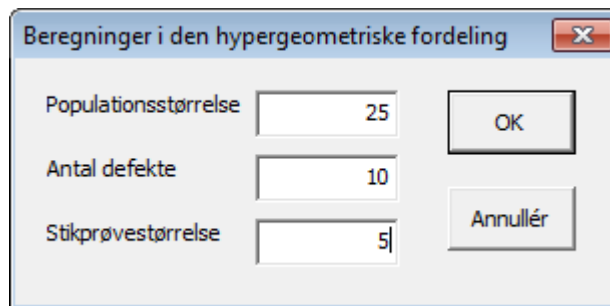 Beregninger i den hypergeometriske fordeling
Populationsstørrelse 25
OK
Antal defekte 10
Annullér
Stikprøvestørrelse 5